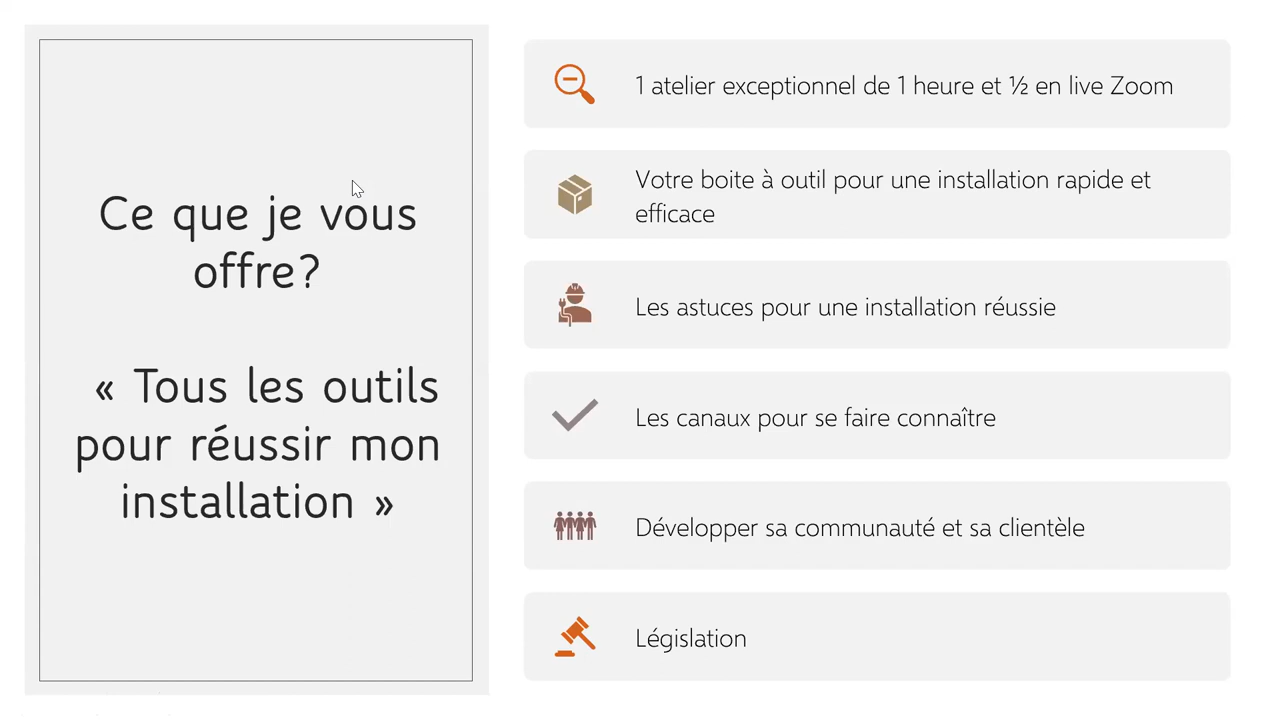 Ce que je vous
offre?
« Tous les outils
pour réussir mon
installation »
1 atelier exceptionnel de 1 heure et ½ en live Zoom
Votre boite à outil pour une installation rapide et
efficace
Les astuces pour une installation réussie
Les canaux pour se faire connaître
Développer sa communauté et sa clientèle
Législation